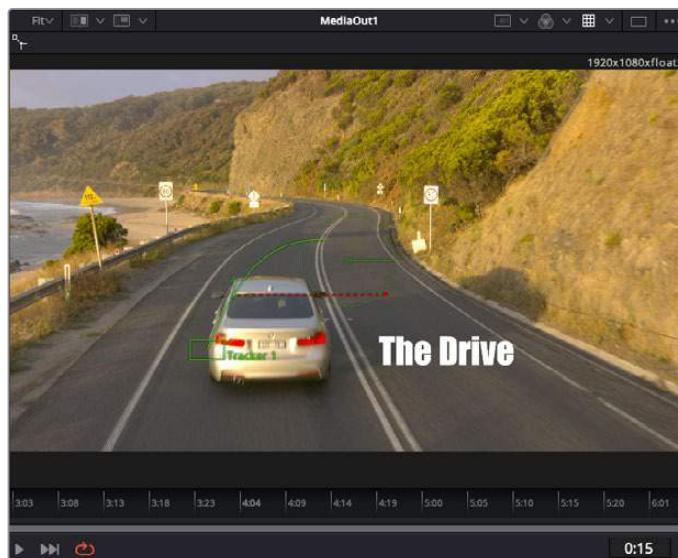 Fit
MediaOut1
1920x1080xfloat
Tracker 1
The Drive
3:03 3:08 3:13 3:18 3:23 4:04 4:09 4:14 4:19 5:00 5:05 5:10 5:15 5:20 6:01
0:15